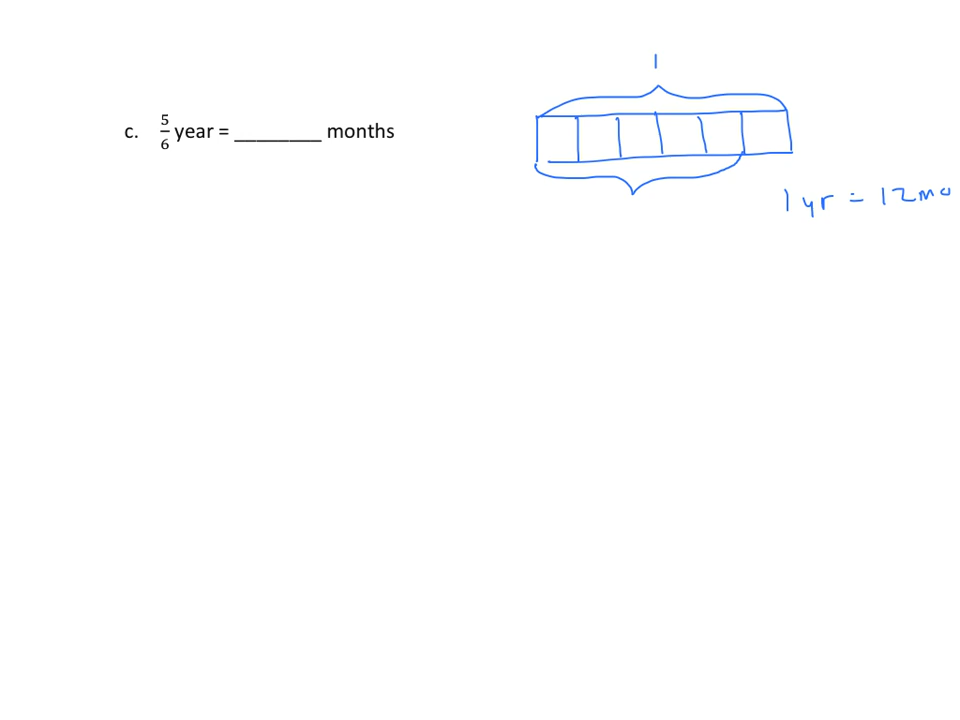 1
c. 5/6 year = ________ months
1 yr = 12mo